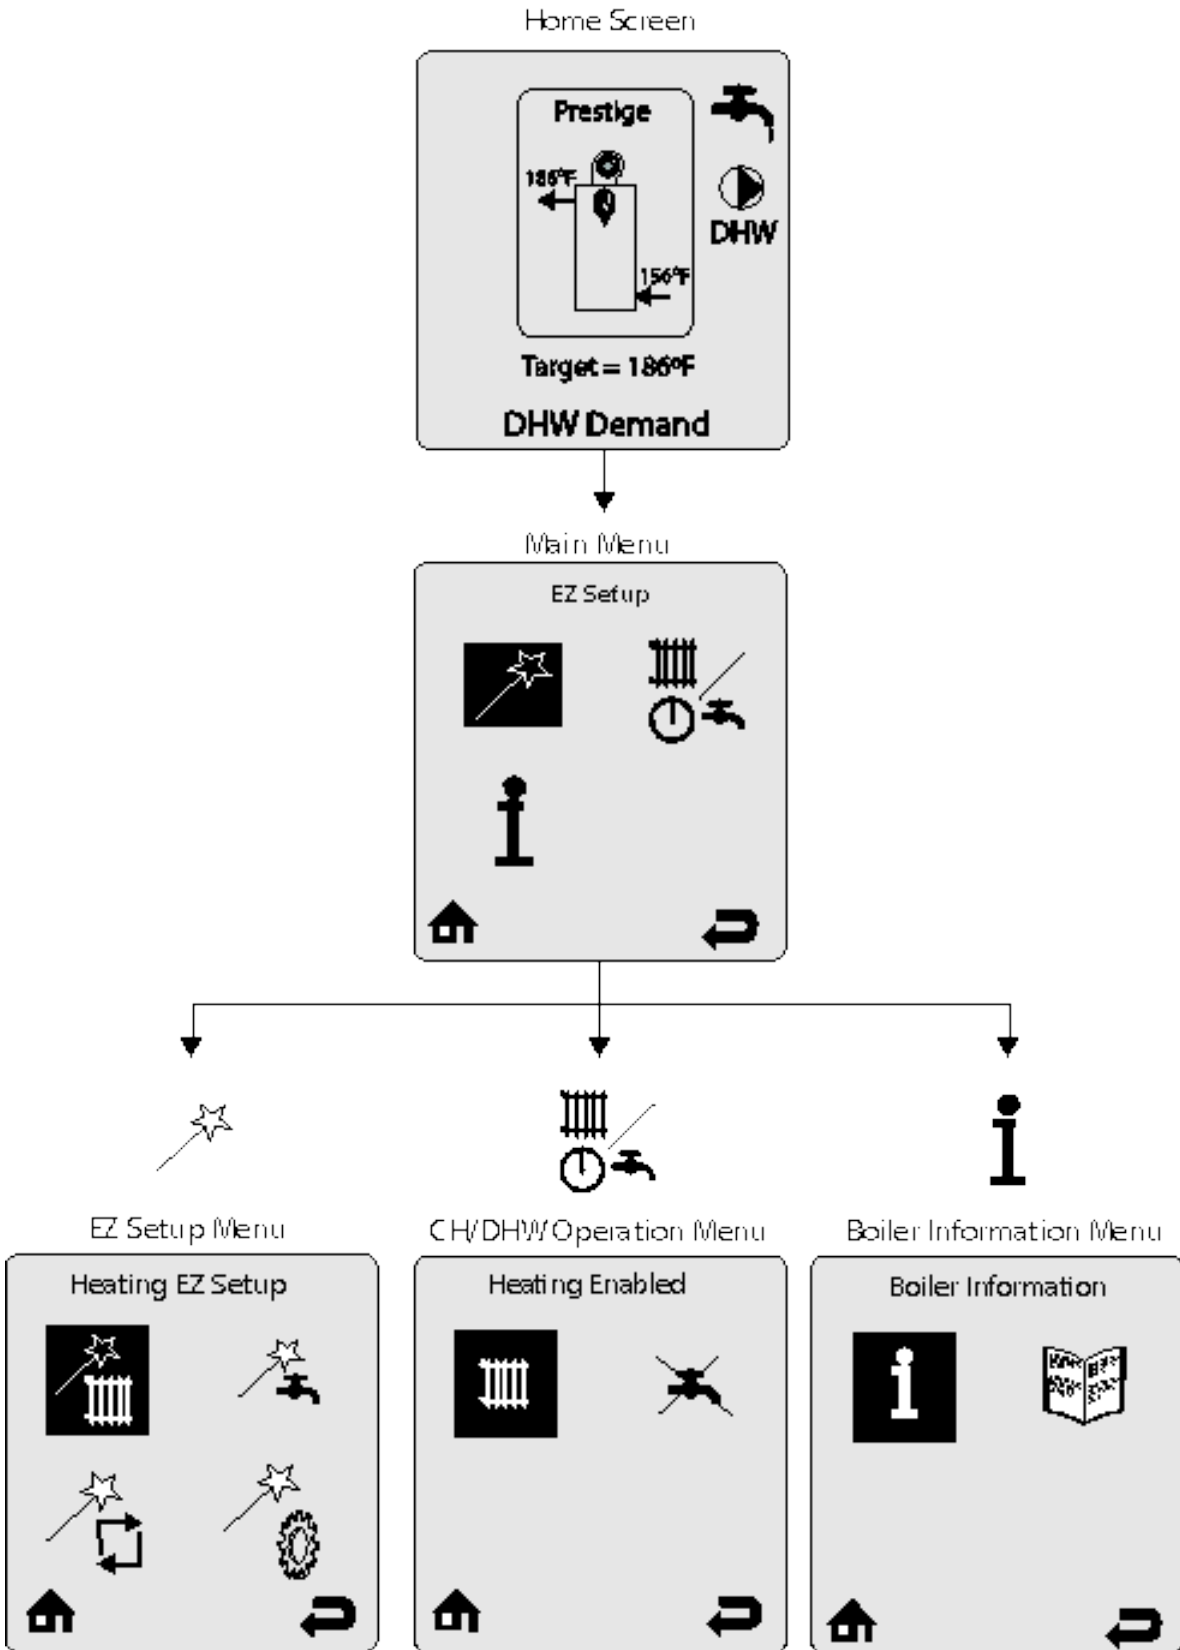 Home Screen
Prestige
186°F
DHW
156°F
Target = 186ºF
DHW Demand
Main Menu
EZ Setup
EZ Setup Menu
CH/DHW Operation Menu
Boiler Information Menu
Heating EZ Setup
Heating Enabled
Boiler Information